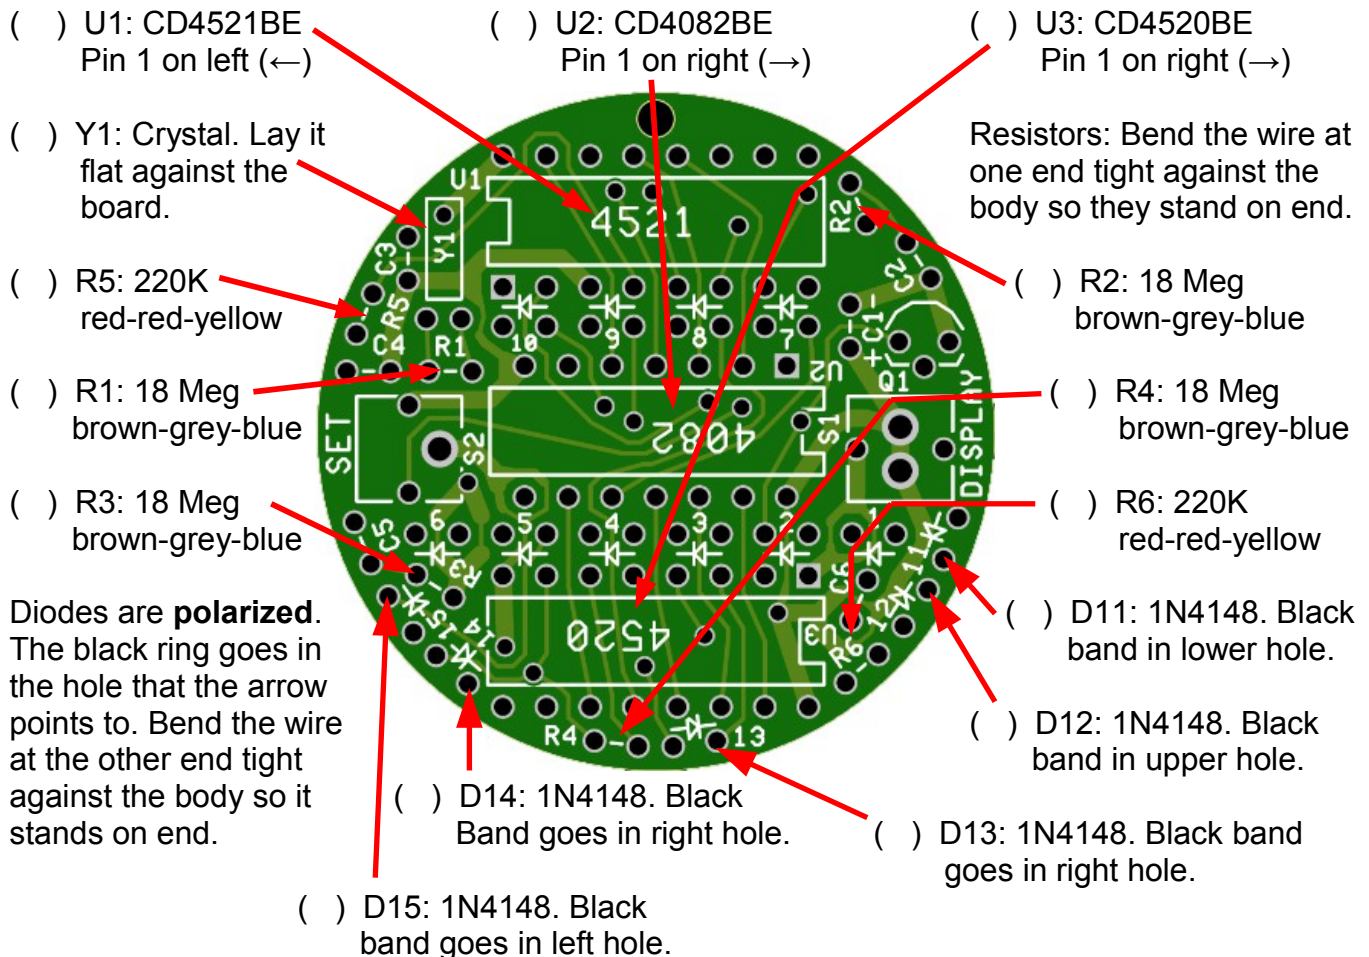 ( ) U1: CD4521BE
Pin 1 on left (←)
( ) U2: CD4082BE
Pin 1 on right (→)
( ) U3: CD4520BE
Pin 1 on right (→)
( ) Y1: Crystal. Lay it
flat against the
board.
Resistors: Bend the wire at
one end tight against the
body so they stand on end.
( ) R5: 220K
red-red-yellow
( ) R2: 18 Meg
brown-grey-blue
( ) R1: 18 Meg
brown-grey-blue
( ) R4: 18 Meg
brown-grey-blue
( ) R3: 18 Meg
brown-grey-blue
( ) R6: 220K
red-red-yellow
Diodes are polarized.
The black ring goes in
the hole that the arrow
points to. Bend the wire
at the other end tight
against the body so it
stands on end.
( ) D11: 1N4148. Black
band in lower hole.
( ) D12: 1N4148. Black
band in upper hole.
( ) D14: 1N4148. Black
Band goes in right hole.
( ) D13: 1N4148. Black band
goes in right hole.
( ) D15: 1N4148. Black
band goes in left hole.
U1
4521
R2
Y1
C3
C2
R5
C4
R1
10
9
8
7
+C1-
U2
Q1
4082
SET
S2
S1
DISPLAY
6
5
4
3
2
1
11
C5
R3
C6
12
15
14
4520
U3
R6
R4
13